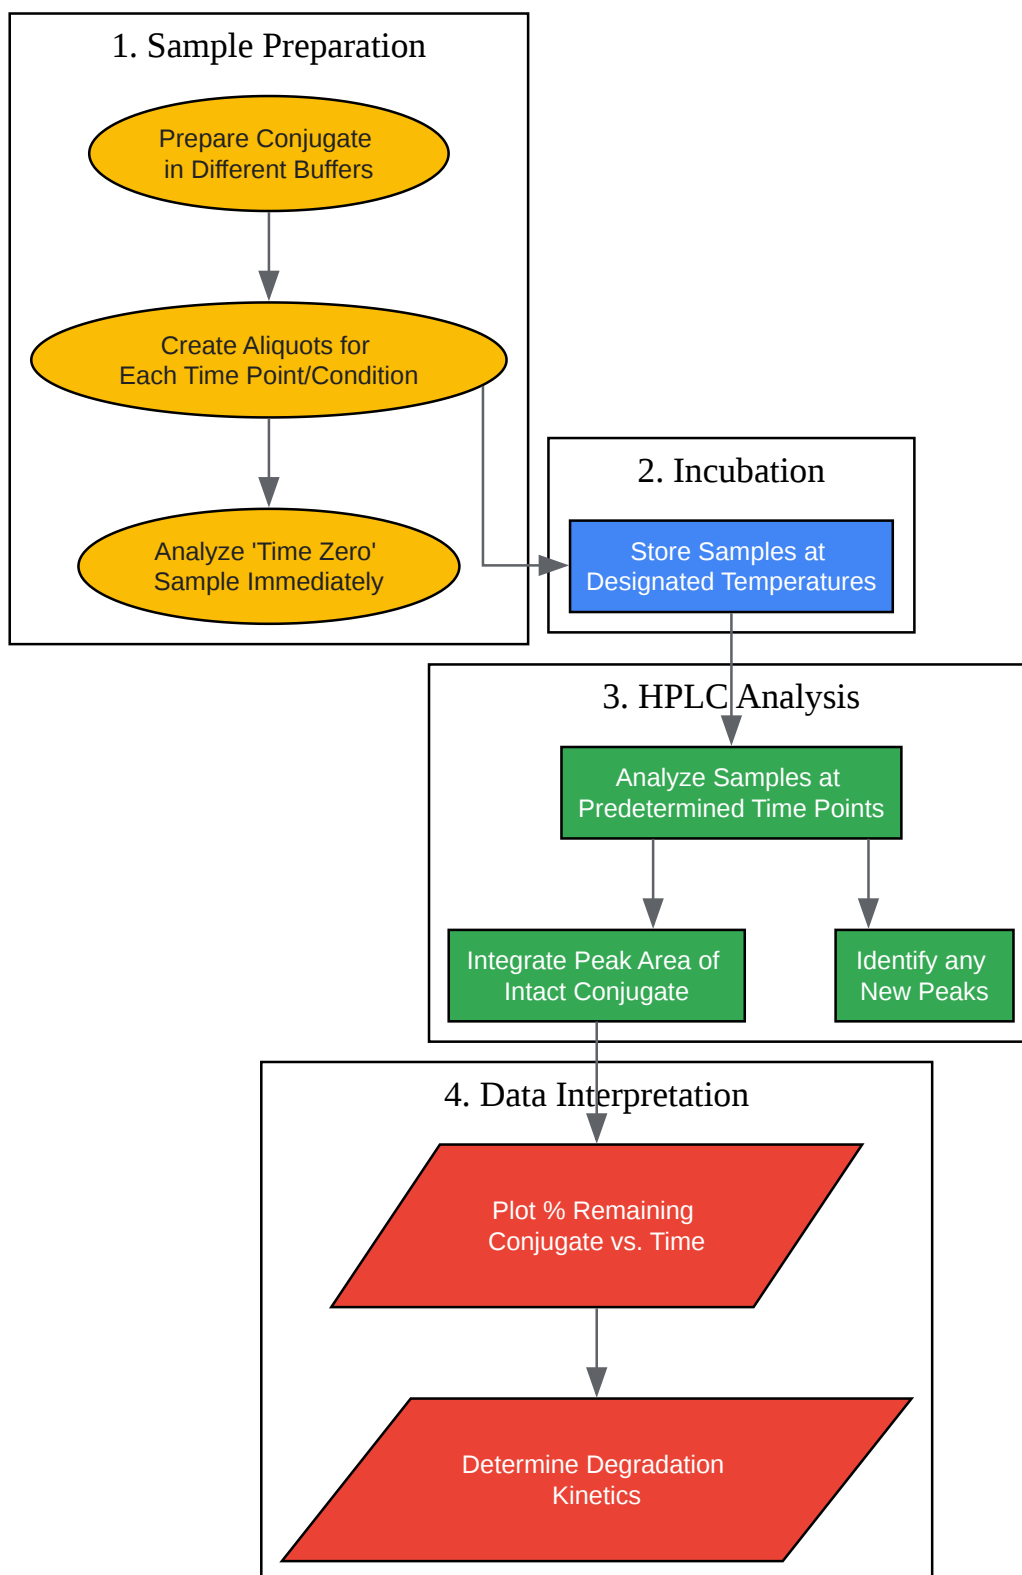 1. Sample Preparation
Prepare Conjugate
in Different Buffers
Create Aliquots for
Each Time Point/Condition
Analyze 'Time Zero'
Sample Immediately
2. Incubation
Store Samples at
Designated Temperatures
3. HPLC Analysis
Analyze Samples at
Predetermined Time Points
Integrate Peak Area of
Intact Conjugate
Identify any
New Peaks
4. Data Interpretation
Plot % Remaining
Conjugate vs. Time
Determine Degradation
Kinetics